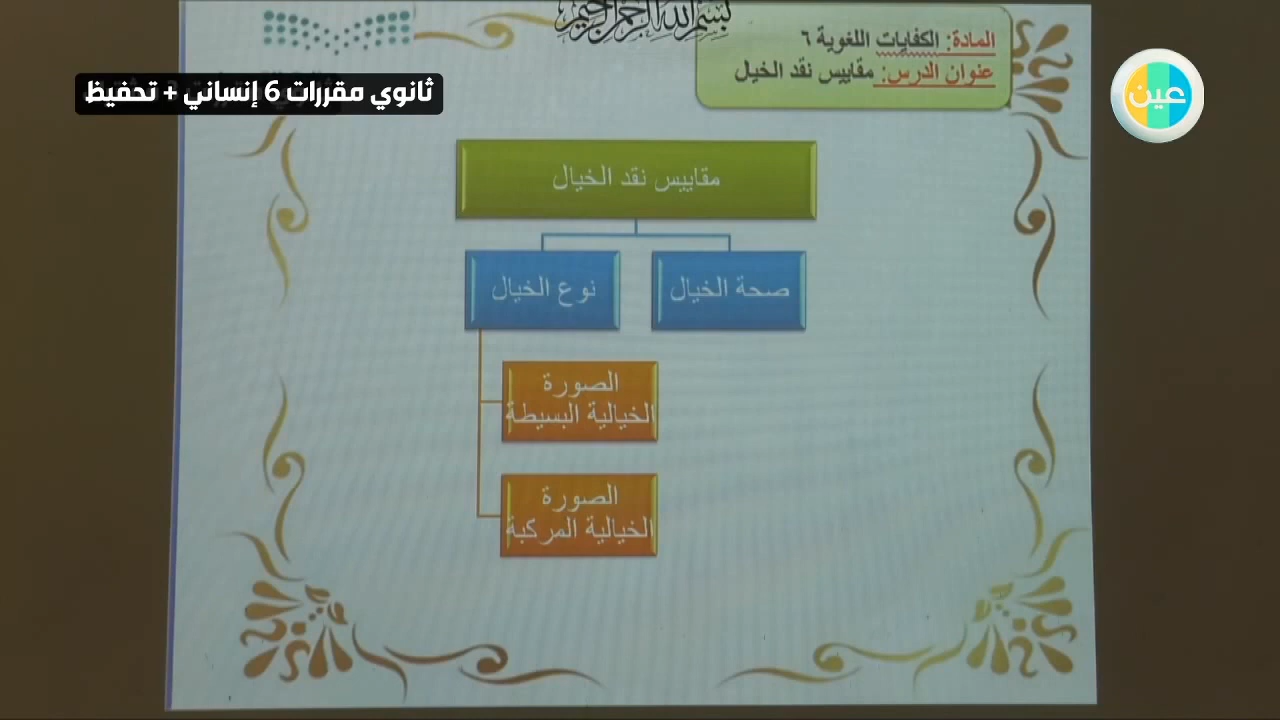 بسم الله الرحمن الرحيم
المادة: الكفايات اللغوية ٦
عنوان الدرس: مقاييس نقد الخيل
ثانوي مقررات 6 إنساني + تحفيظ
عين
مقاييس نقد الخيال
صحة الخيال
نوع الخيال
الصورة
الخيالية البسيطة
الصورة
الخيالية المركبة